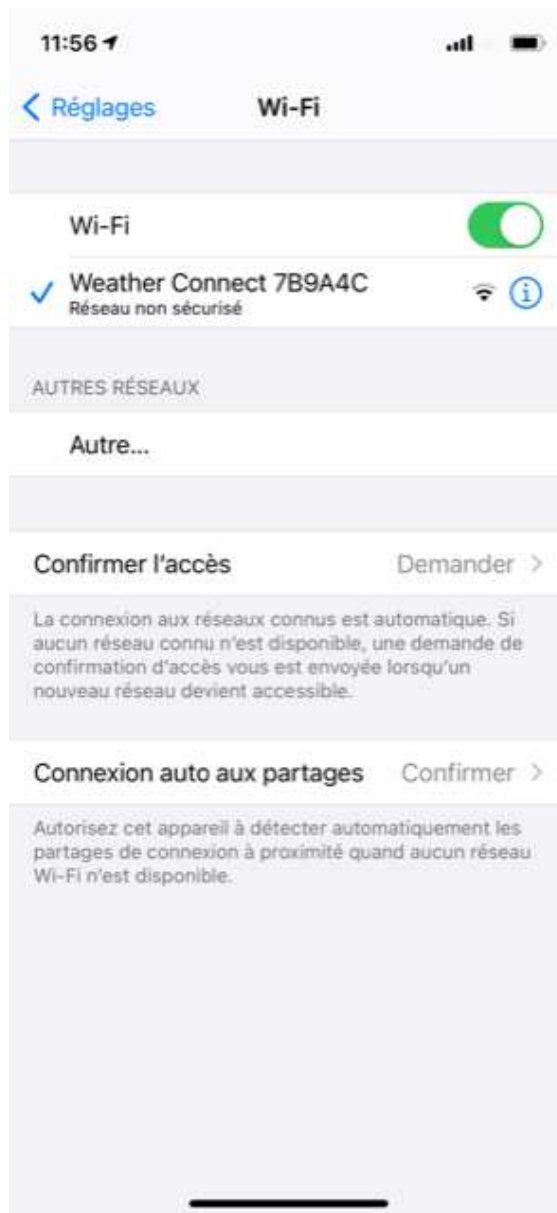 11:56
Réglages
Wi-Fi
Wi-Fi
Weather Connect 7B9A4C
Réseau non sécurisé
AUTRES RÉSEAUX
Autre...
Confirmer l'accès
Demander
La connexion aux réseaux connus est automatique. Si
aucun réseau connu n'est disponible, une demande de
confirmation d'accès vous est envoyée lorsqu'un
nouveau réseau devient accessible.
Connexion auto aux partages
Confirmer
Autorisez cet appareil à détecter automatiquement les
partages de connexion à proximité quand aucun réseau
Wi-Fi n'est disponible.